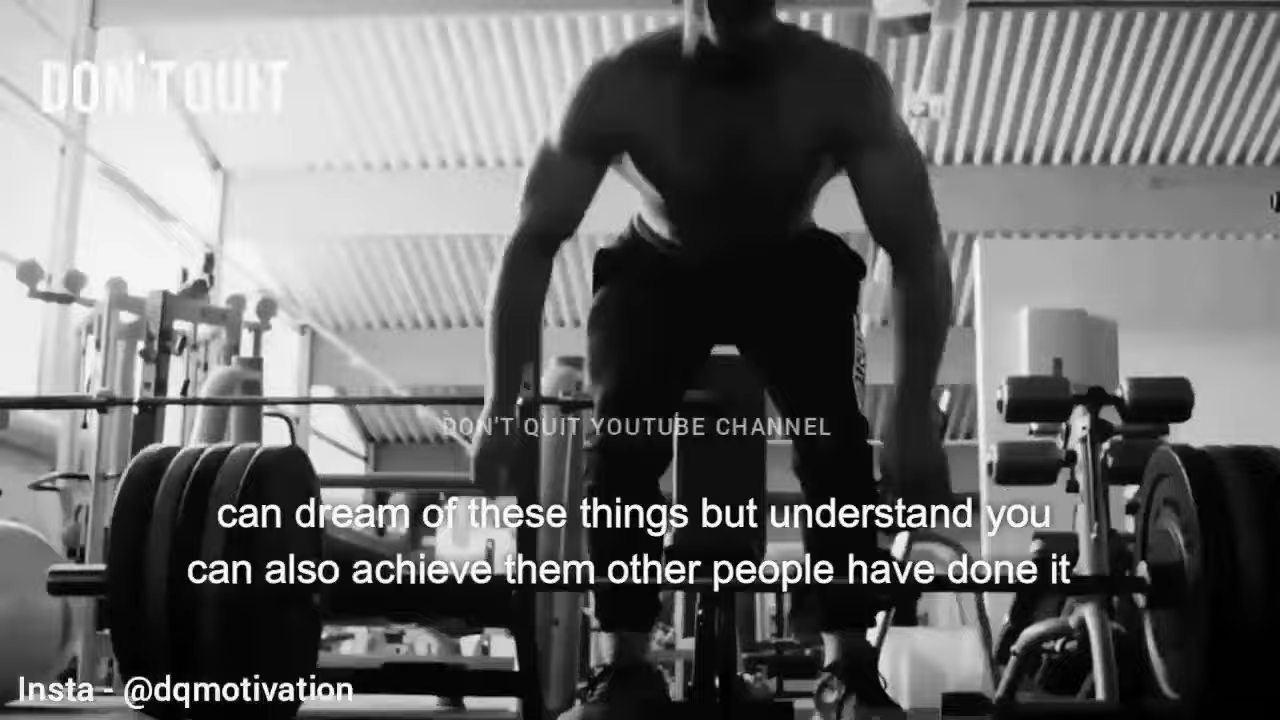 DON'T QUIT
DON'T QUIT YOUTUBE CHANNEL
can dream of these things but understand you
can also achieve them other people have done it
Insta - @dqmotivation